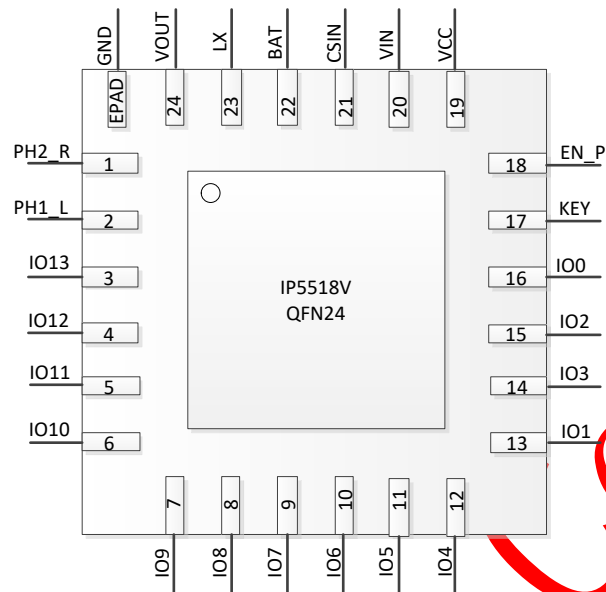 GND
VOUT
LX
BAT
CSIN
VIN
VCC
EPAD
24
23
22
21
20
19
PH2_R
1
18
EN_P
PH1_L
2
17
KEY
IO13
3
16
IO0
IP5518V
QFN24
IO12
4
15
IO2
IO11
5
14
IO3
IO10
6
13
IO1
7
8
9
10
11
12
IO9
IO8
IO7
IO6
IO5
IO4